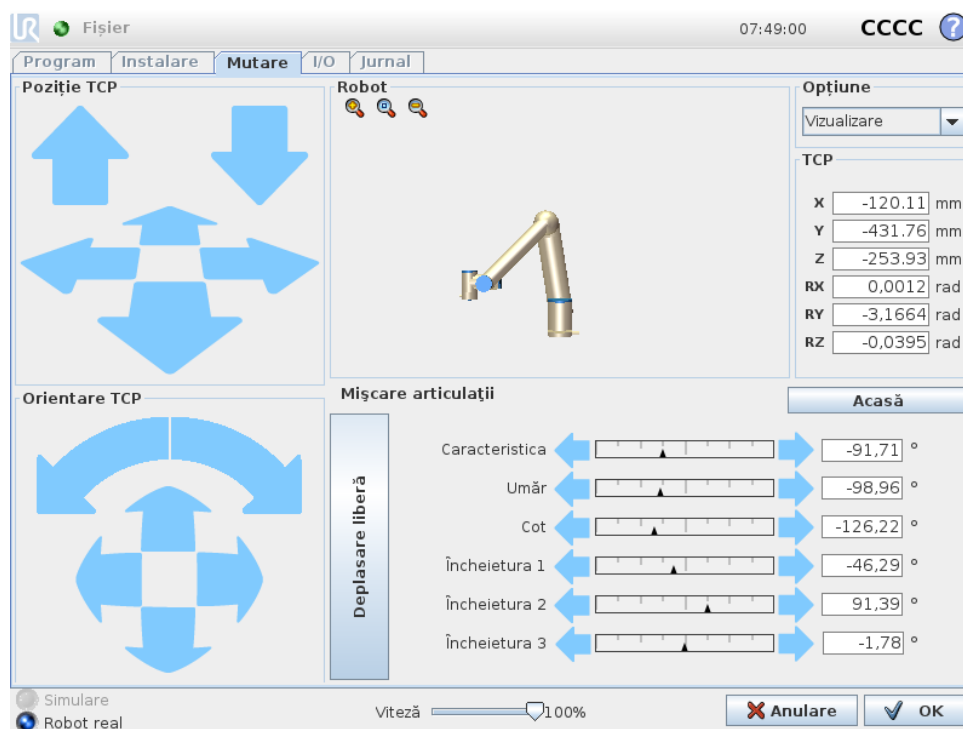 UR Fișier 07:49:00 CCCC ?
Program Instalare Mutare I/O Jurnal
Poziție TCP
Robot
Opțiune
Vizualizare
TCP
X -120.11 mm
Y -431.76 mm
Z -253.93 mm
RX 0,0012 rad
RY -3,1664 rad
RZ -0,0395 rad
Orientare TCP
Mișcare articulații
Acasă
Deplasare liberă
Caracteristica -91,71 °
Umăr -98,96 °
Cot -126,22 °
Încheietura 1 -46,29 °
Încheietura 2 91,39 °
Încheietura 3 -1,78 °
Simulare
Robot real
Viteză 100%
Anulare
OK